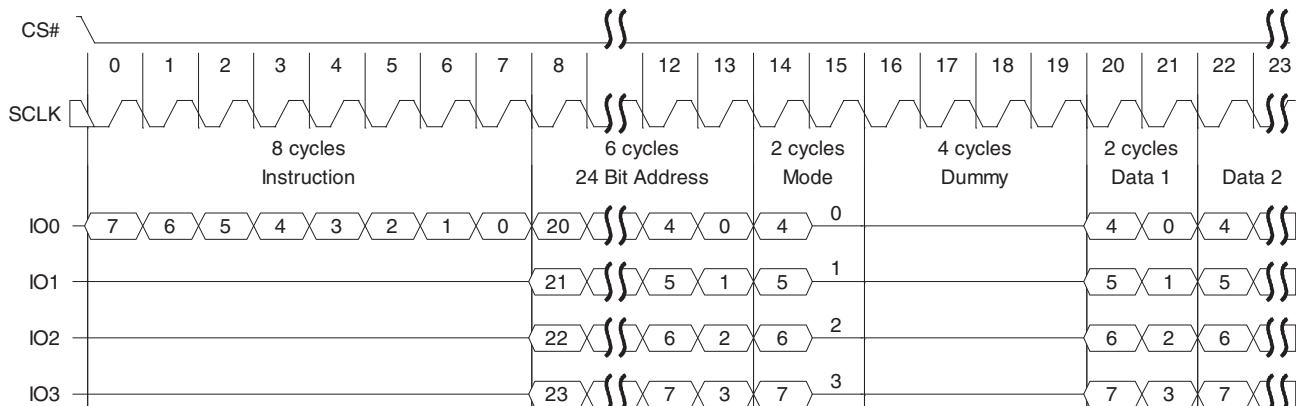 CS#
0 1 2 3 4 5 6 7 8 12 13 14 15 16 17 18 19 20 21 22 23
SCLK
8 cycles 6 cycles 2 cycles 4 cycles 2 cycles
Instruction 24 Bit Address Mode Dummy Data 1 Data 2
IO0 7 6 5 4 3 2 1 0 20 4 0 4 0 4 0 4
IO1 21 5 1 5 1 5 1 5
IO2 22 6 2 6 2 6 2 6
IO3 23 7 3 7 3 7 3 7